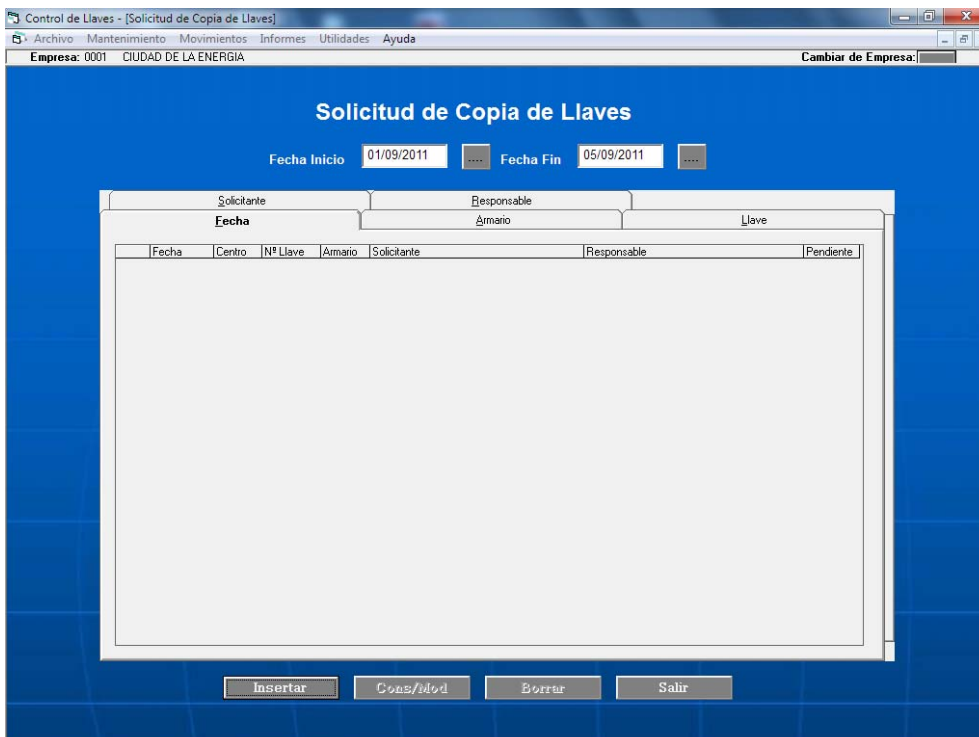 Control de Llaves - [Solicitud de Copia de Llaves]
Archivo Mantenimiento Movimientos Informes Utilidades Ayuda
Empresa: 0001 CIUDAD DE LA ENERGIA Cambiar de Empresa:
Solicitud de Copia de Llaves
Fecha Inicio 01/09/2011 .... Fecha Fin 05/09/2011 ....
Solicitante Responsable
Fecha Armario Llave
Fecha Centro Nº Llave Armario Solicitante Responsable Pendiente
Insertar Cons/Mod Borrar Salir